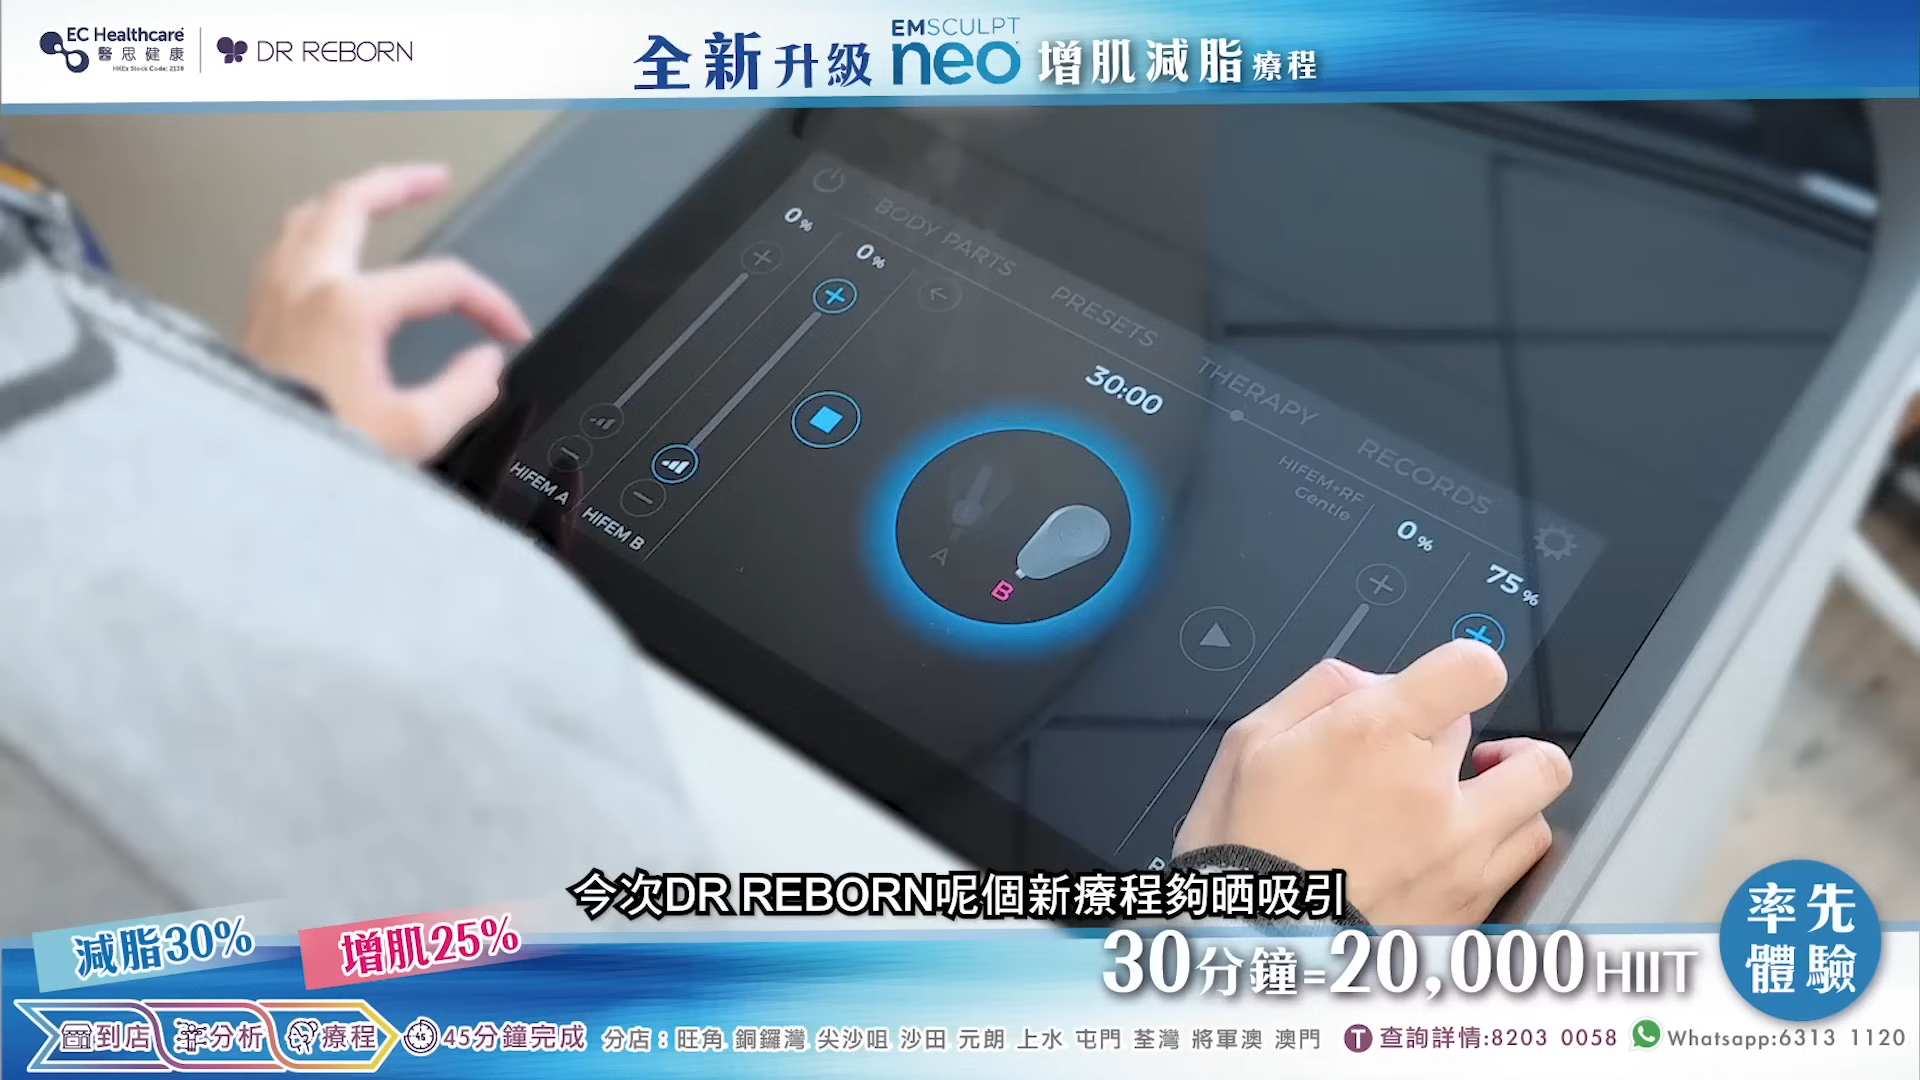 EC Healthcare
醫思健康
HKEx Stock Code: 2138
DR REBORN
全新升級 EMSCULPT neo 增肌減脂療程
0%
0%
BODY PARTS
PRESETS
THERAPY
RECORDS
30:00
HIFEM A
HIFEM B
A
B
HIFEM+RF
Gentle
0%
75%
今次DR REBORN呢個新療程夠晒吸引
減脂30%
增肌25%
30分鐘=20,000HIIT
率先
體驗
到店 分析 療程 45分鐘完成 分店：旺角 銅鑼灣 尖沙咀 沙田 元朗 上水 屯門 荃灣 將軍澳 澳門 T 查詢詳情:8203 0058 Whatsapp:6313 1120